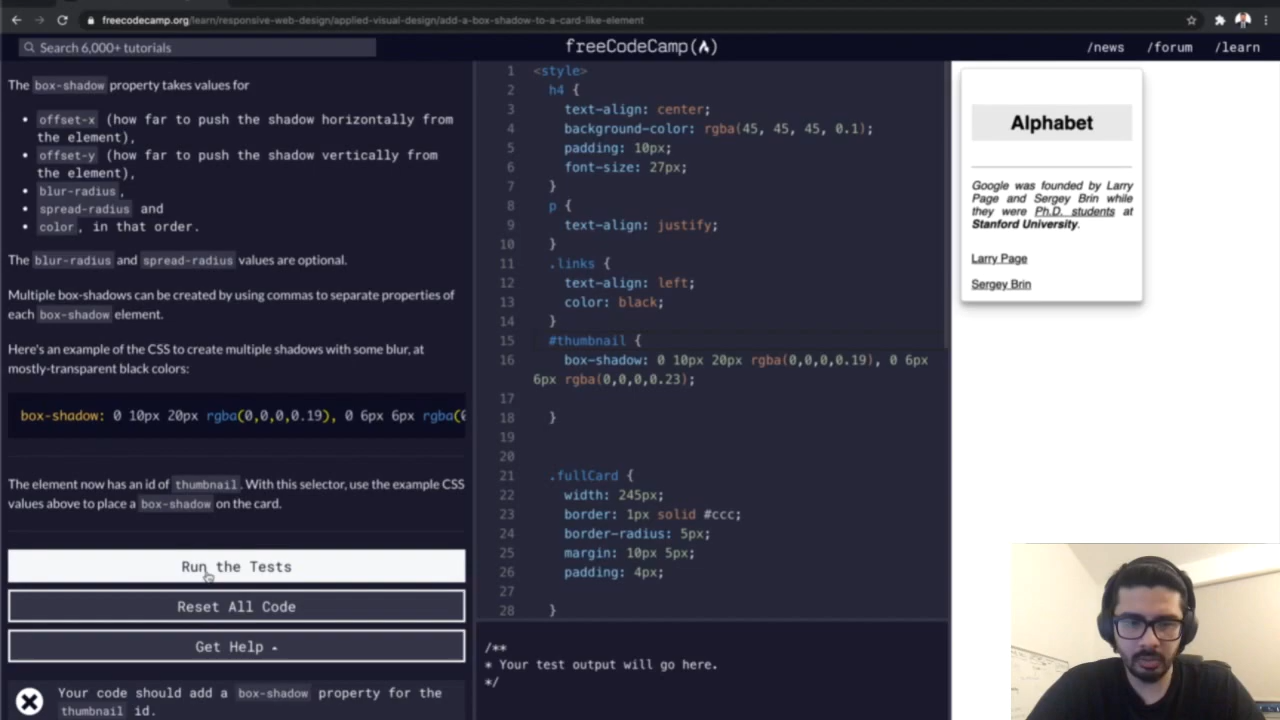 freecodecamp.org/learn/responsive-web-design/applied-visual-design/add-a-box-shadow-to-a-card-like-element
Search 6,000+ tutorials
freeCodeCamp
/news /forum /learn
The box-shadow property takes values for
offset-x (how far to push the shadow horizontally from
the element),
offset-y (how far to push the shadow vertically from
the element),
blur-radius,
spread-radius and
color, in that order.
The blur-radius and spread-radius values are optional.
Multiple box-shadows can be created by using commas to separate properties of
each box-shadow element.
Here's an example of the CSS to create multiple shadows with some blur, at
mostly-transparent black colors:
box-shadow: 0 10px 20px rgba(0,0,0,0.19), 0 6px 6px rgba(0
The element now has an id of thumbnail. With this selector, use the example CSS
values above to place a box-shadow on the card.
Run the Tests
Reset All Code
Get Help
Your code should add a box-shadow property for the
thumbnail id.
1 <style>
2 h4 {
3 text-align: center;
4 background-color: rgba(45, 45, 45, 0.1);
5 padding: 10px;
6 font-size: 27px;
7 }
8 p {
9 text-align: justify;
10 }
11 .links {
12 text-align: left;
13 color: black;
14 }
15 #thumbnail {
16 box-shadow: 0 10px 20px rgba(0,0,0,0.19), 0 6px
6px rgba(0,0,0,0.23);
17
18 }
19
20
21 .fullCard {
22 width: 245px;
23 border: 1px solid #ccc;
24 border-radius: 5px;
25 margin: 10px 5px;
26 padding: 4px;
27
28 }
/**
* Your test output will go here.
*/
Alphabet
Google was founded by Larry
Page and Sergey Brin while
they were Ph.D. students at
Stanford University.
Larry Page
Sergey Brin